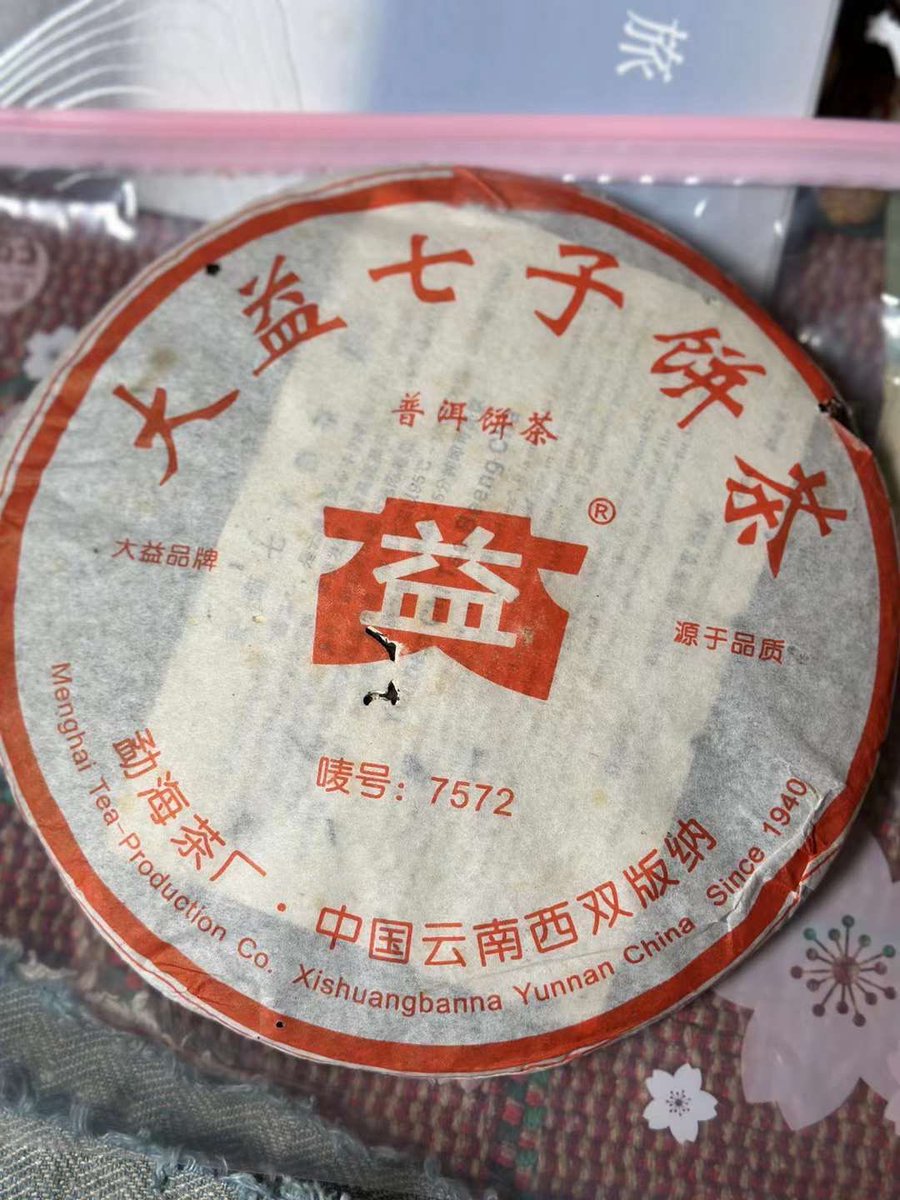 旅
大益七子饼茶
普洱饼茶
益®
大益品牌
源于品质
唛号：7572
勐海茶厂·中国云南西双版纳
Menghai Tea-Production Co. Xishuangbanna Yunnan China Since 1940